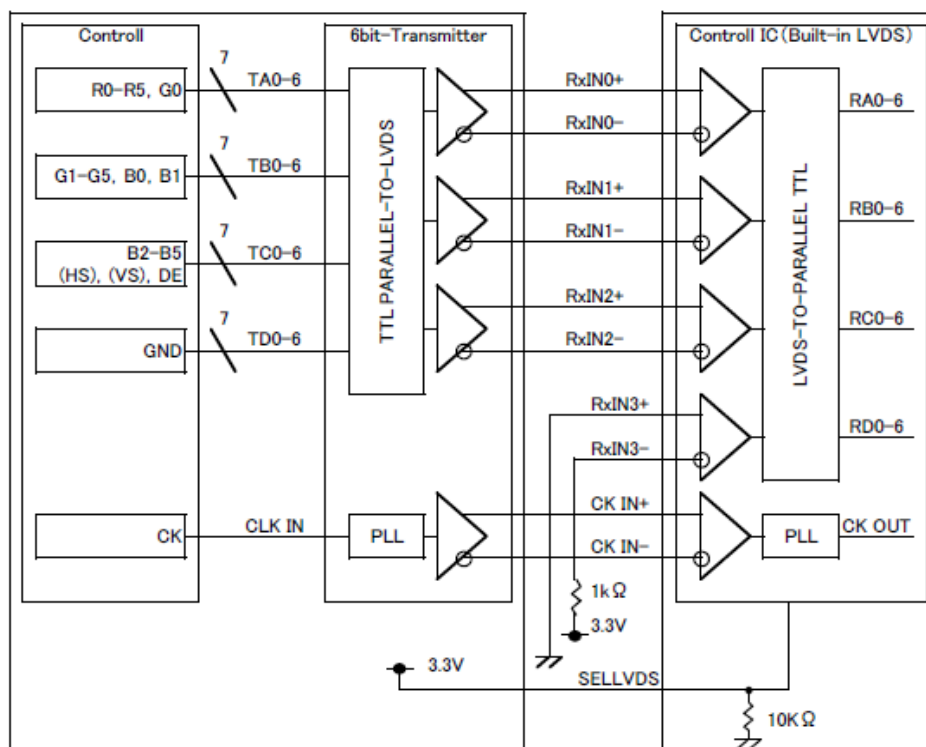 Controll
6bit-Transmitter
Controll IC(Built-in LVDS)
R0-R5, G0
7
TA0-6
RxIN0+
RxIN0-
RA0-6
G1-G5, B0, B1
7
TB0-6
RxIN1+
RxIN1-
RB0-6
B2-B5
(HS), (VS), DE
7
TC0-6
RxIN2+
RxIN2-
RC0-6
GND
7
TD0-6
RxIN3+
RxIN3-
RD0-6
TTL PARALLEL-TO-LVDS
LVDS-TO-PARALLEL TTL
CK
CLK IN
PLL
CK IN+
CK IN-
PLL
CK OUT
1kΩ
3.3V
3.3V
SELLVDS
10KΩ